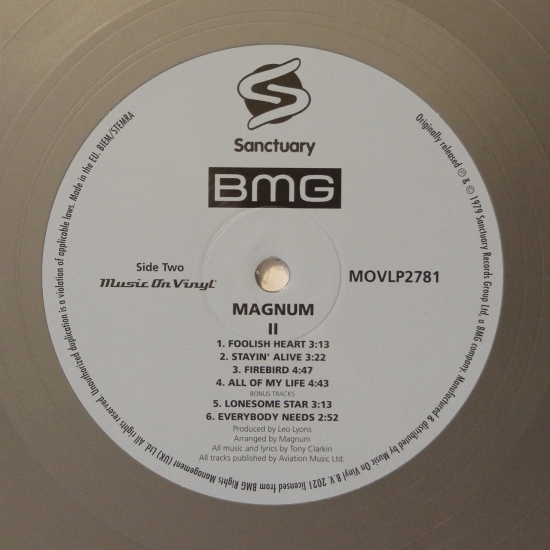 Sanctuary
BMG
Side Two
Music On Vinyl
MOVLP2781
MAGNUM
II
1. FOOLISH HEART 3:13
2. STAYIN' ALIVE 3:22
3. FIREBIRD 4:47
4. ALL OF MY LIFE 4:43
BONUS TRACKS
5. LONESOME STAR 3:13
6. EVERYBODY NEEDS 2:52
Produced by Leo Lyons
Arranged by Magnum
All music and lyrics by Tony Clarkin
All tracks published by Aviation Music Ltd.
Originally released ℗ & © 1979 Sanctuary Records Group Ltd, a BMG company. Manufactured & distributed by Music On Vinyl B.V. 2021 licensed from BMG Rights Management (UK) Ltd. All rights reserved. Unauthorized duplication is a violation of applicable laws. Made in the EU. BIEM/STEMRA